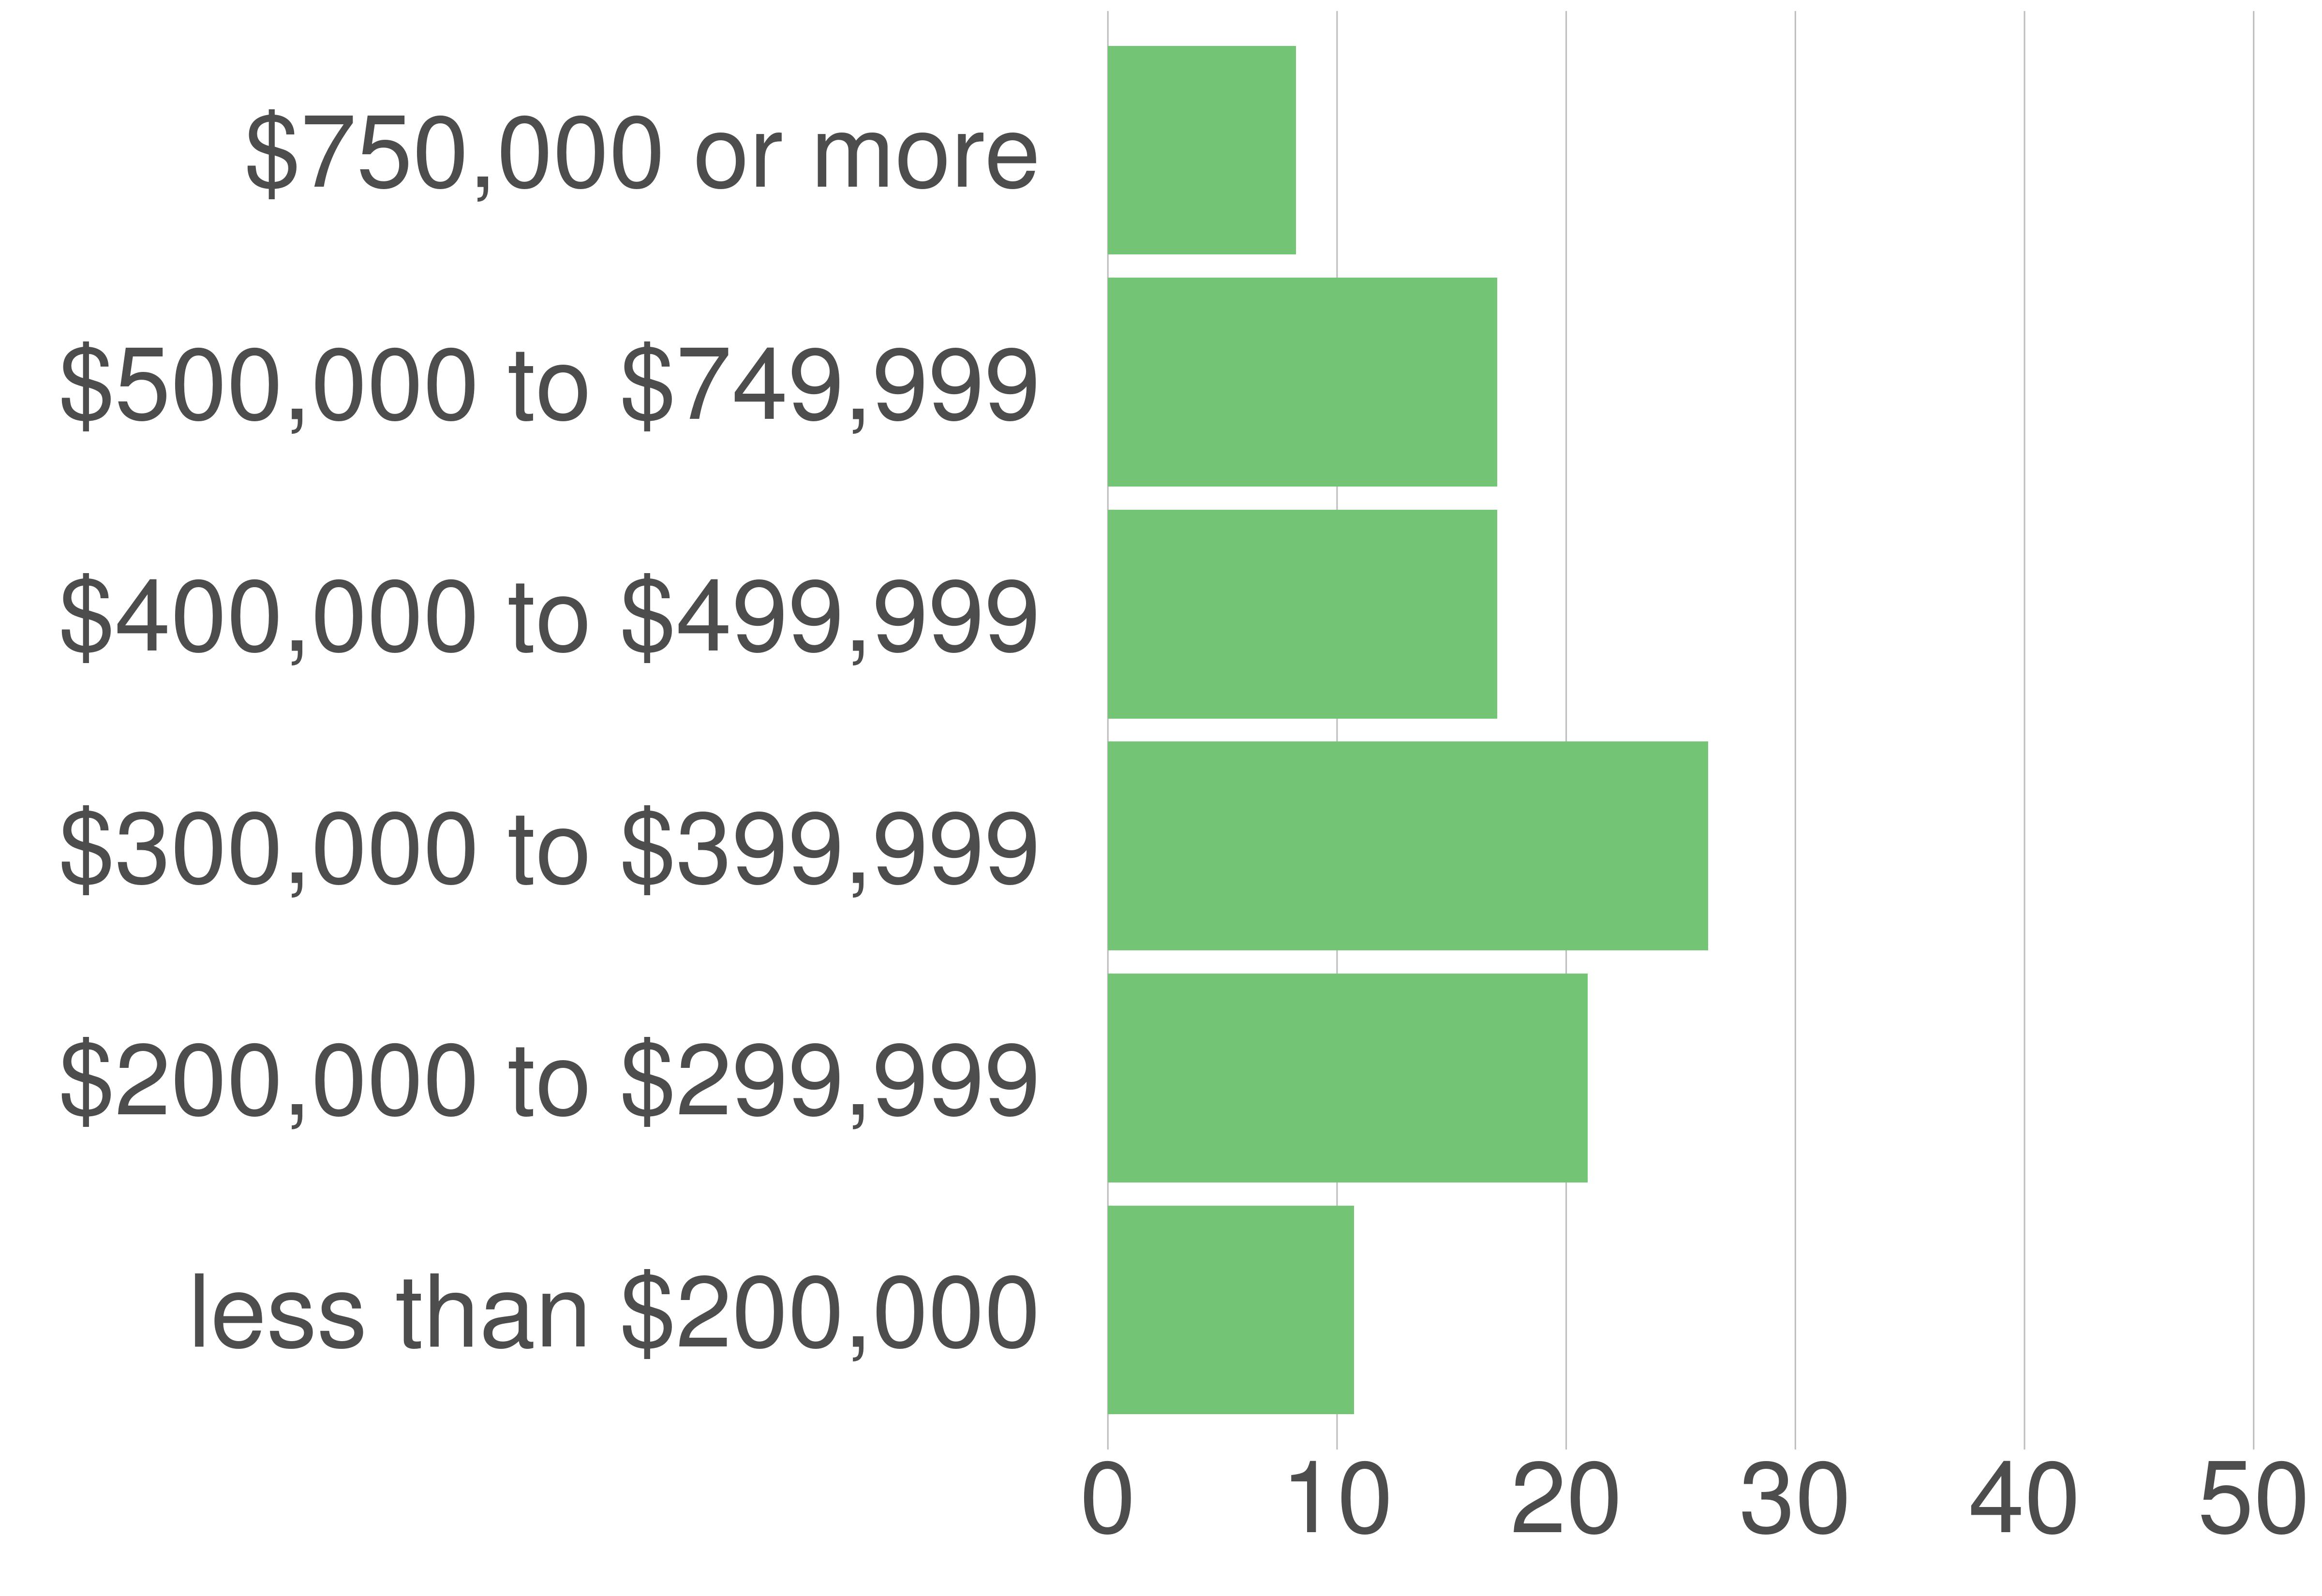 $750,000 or more
$500,000 to $749,999
$400,000 to $499,999
$300,000 to $399,999
$200,000 to $299,999
less than $200,000
0 10 20 30 40 50